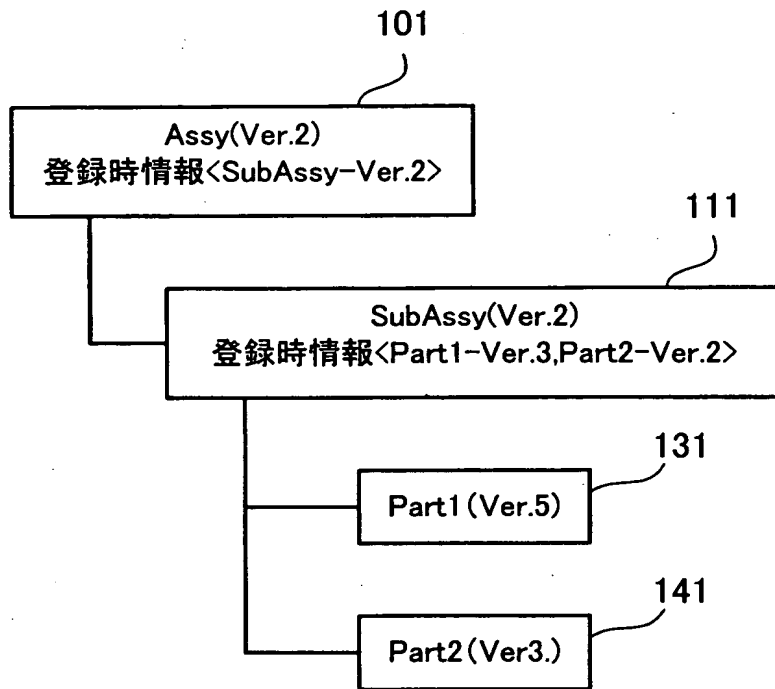 101
Assy(Ver.2)
登録時情報<SubAssy-Ver.2>
111
SubAssy(Ver.2)
登録時情報<Part1-Ver.3,Part2-Ver.2>
131
Part1(Ver.5)
141
Part2(Ver3.)